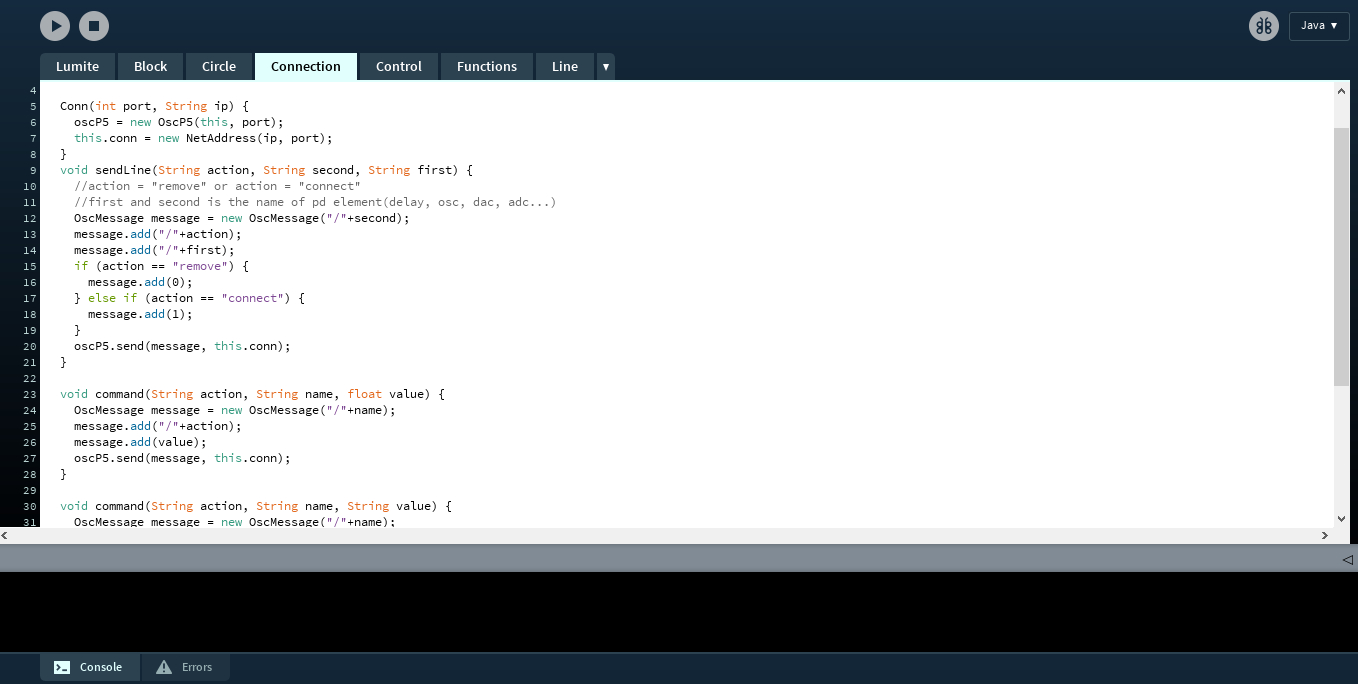 Java ▼
Lumite Block Circle Connection Control Functions Line ▼
4
5 Conn(int port, String ip) {
6 oscP5 = new OscP5(this, port);
7 this.conn = new NetAddress(ip, port);
8 }
9 void sendLine(String action, String second, String first) {
10 //action = "remove" or action = "connect"
11 //first and second is the name of pd element(delay, osc, dac, adc...)
12 OscMessage message = new OscMessage("/"+second);
13 message.add("/"+action);
14 message.add("/"+first);
15 if (action == "remove") {
16 message.add(0);
17 } else if (action == "connect") {
18 message.add(1);
19 }
20 oscP5.send(message, this.conn);
21 }
22
23 void command(String action, String name, float value) {
24 OscMessage message = new OscMessage("/"+name);
25 message.add("/"+action);
26 message.add(value);
27 oscP5.send(message, this.conn);
28 }
29
30 void command(String action, String name, String value) {
31 OscMessage message = new OscMessage("/"+name);
Console Errors